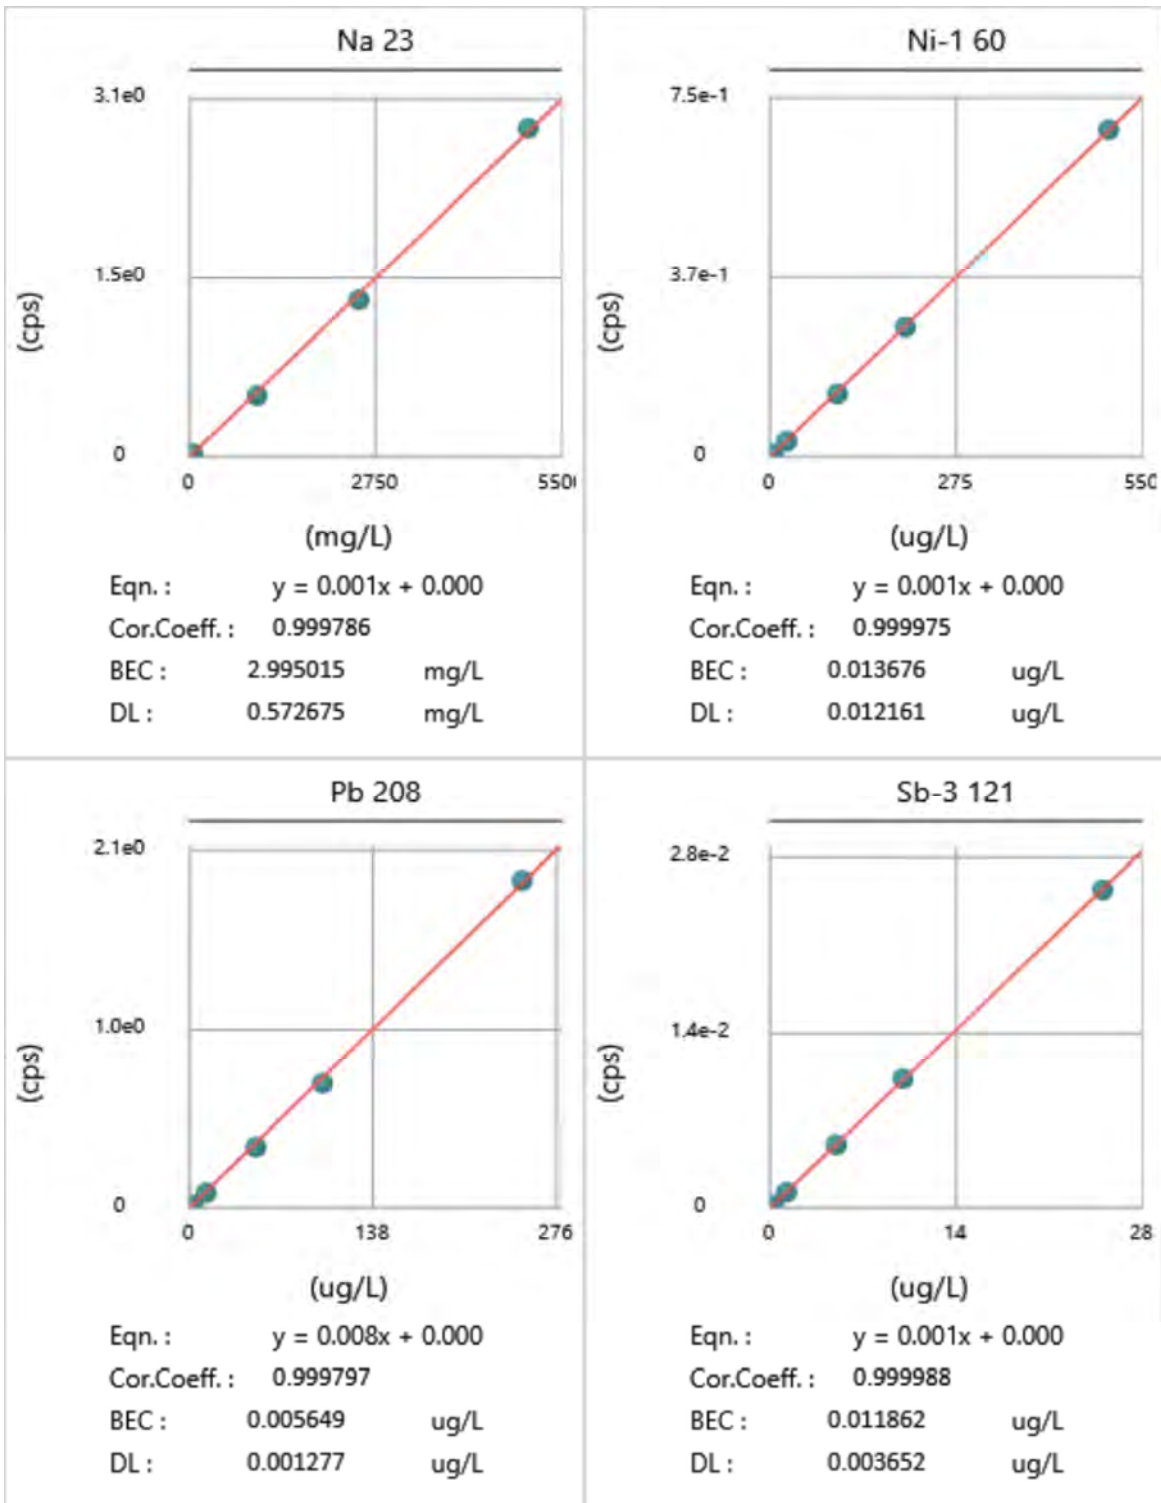 Na 23
3.1e0
1.5e0
0
0 2750 550
(cps)
(mg/L)
Eqn. : y = 0.001x + 0.000
Cor.Coeff. : 0.999786
BEC : 2.995015 mg/L
DL : 0.572675 mg/L
Ni-1 60
7.5e-1
3.7e-1
0
0 275 550
(cps)
(ug/L)
Eqn. : y = 0.001x + 0.000
Cor.Coeff. : 0.999975
BEC : 0.013676 ug/L
DL : 0.012161 ug/L
Pb 208
2.1e0
1.0e0
0
0 138 276
(cps)
(ug/L)
Eqn. : y = 0.008x + 0.000
Cor.Coeff. : 0.999797
BEC : 0.005649 ug/L
DL : 0.001277 ug/L
Sb-3 121
2.8e-2
1.4e-2
0
0 14 28
(cps)
(ug/L)
Eqn. : y = 0.001x + 0.000
Cor.Coeff. : 0.999988
BEC : 0.011862 ug/L
DL : 0.003652 ug/L